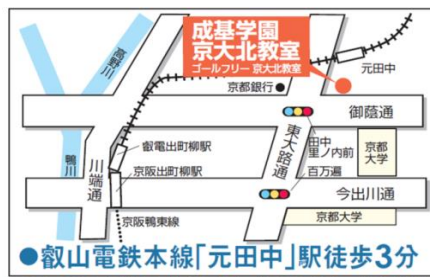 成基学園
京大北教室
ゴールフリー 京大北教室
元田中
高野川
京都銀行
御蔭通
田中
里ノ内前
京都
大学
東大路通
叡電出町柳駅
鴨川
川端通
京阪出町柳駅
百万遍
今出川通
京都大学
京阪鴨東線
●叡山電鉄本線「元田中」駅徒歩3分